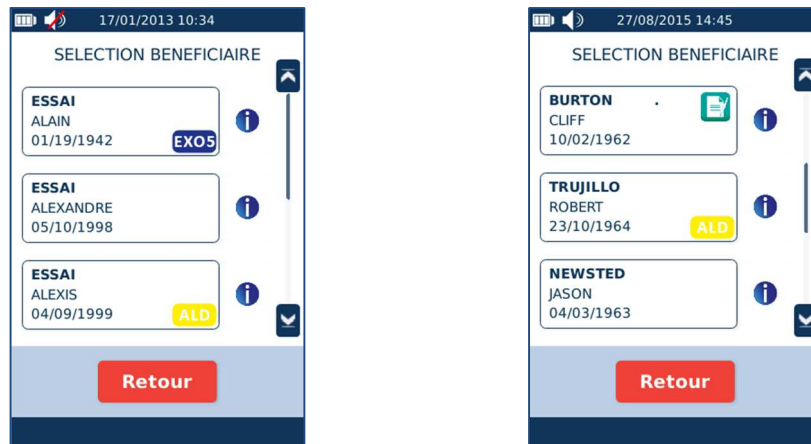 17/01/2013 10:34
SELECTION BENEFICIAIRE
ESSAI
ALAIN
01/19/1942 EXO5
ESSAI
ALEXANDRE
05/10/1998
ESSAI
ALEXIS
04/09/1999 ALD
Retour
27/08/2015 14:45
SELECTION BENEFICIAIRE
BURTON .
CLIFF
10/02/1962
TRUJILLO
ROBERT
23/10/1964 ALD
NEWSTED
JASON
04/03/1963
Retour